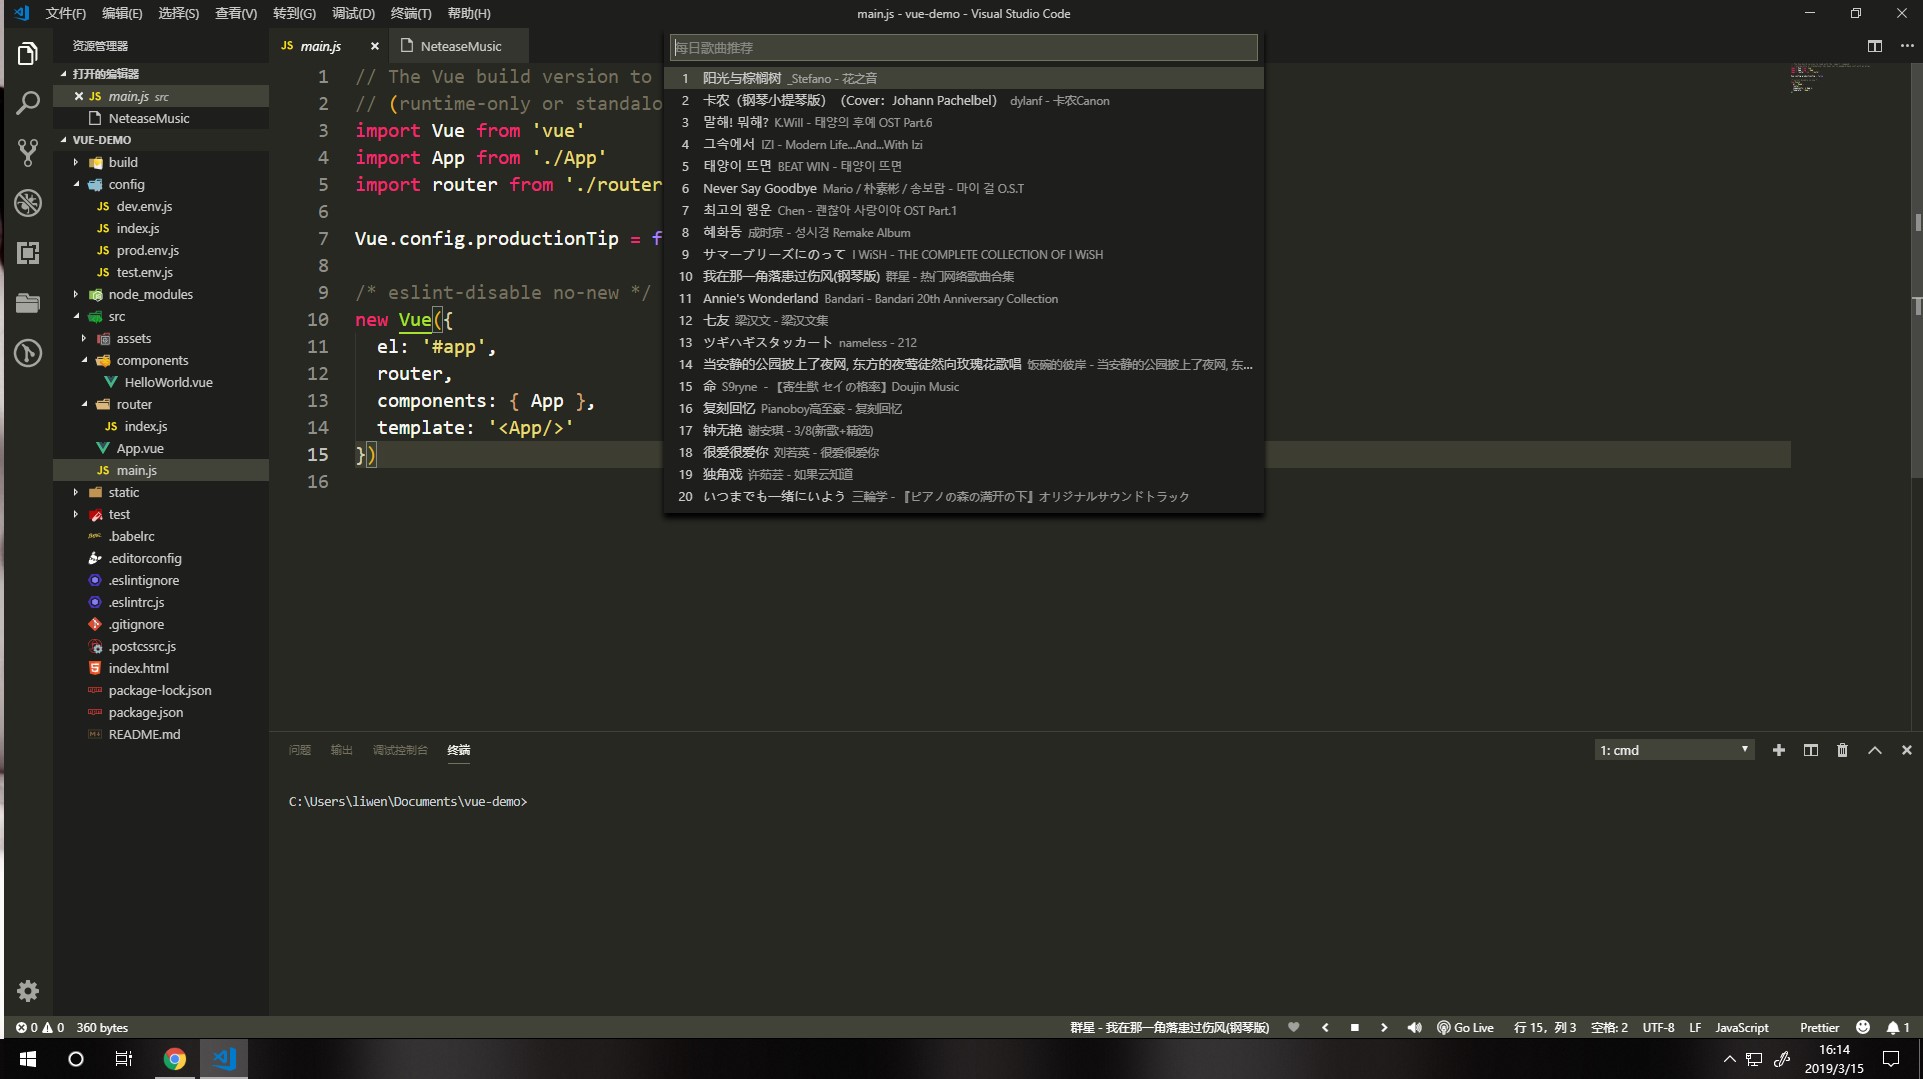 文件(F) 编辑(E) 选择(S) 查看(V) 转到(G) 调试(D) 终端(T) 帮助(H)
main.js - vue-demo - Visual Studio Code
资源管理器
打开的编辑器
JS main.js src
NeteaseMusic
VUE-DEMO
build
config
JS dev.env.js
JS index.js
JS prod.env.js
JS test.env.js
node_modules
src
assets
components
HelloWorld.vue
router
JS index.js
App.vue
JS main.js
static
test
.babelrc
.editorconfig
.eslintignore
.eslintrc.js
.gitignore
.postcssrc.js
index.html
package-lock.json
package.json
README.md
JS main.js
NeteaseMusic
1 // The Vue build version to
2 // (runtime-only or standalo
3 import Vue from 'vue'
4 import App from './App'
5 import router from './router
6
7 Vue.config.productionTip = f
8
9 /* eslint-disable no-new */
10 new Vue({
11 el: '#app',
12 router,
13 components: { App },
14 template: '<App/>'
15 })
16
每日歌曲推荐
1 阳光与棕榈树 _Stefano - 花之音
2 卡农（钢琴小提琴版）（Cover：Johann Pachelbel） dylanf - 卡农Canon
3 말해! 뭐해? K.Will - 태양의 후예 OST Part.6
4 그속에서 IZI - Modern Life...And...With Izi
5 태양이 뜨면 BEAT WIN - 태양이 뜨면
6 Never Say Goodbye Mario / 朴素彬 / 송보람 - 마이 걸 O.S.T
7 최고의 행운 Chen - 괜찮아 사랑이야 OST Part.1
8 혜화동 成时京 - 성시경 Remake Album
9 サマーブリーズにのって I WiSH - THE COMPLETE COLLECTION OF I WiSH
10 我在那一角落患过伤风(钢琴版) 群星 - 热门网络歌曲合集
11 Annie's Wonderland Bandari - Bandari 20th Anniversary Collection
12 七友 梁汉文 - 梁汉文集
13 ツギハギスタッカート nameless - 212
14 当安静的公园披上了夜网, 东方的夜莺徒然向玫瑰花歌唱 饭碗的彼岸 - 当安静的公园披上了夜网, 东...
15 命 S9ryne - 【寄生獣 セイの格率】Doujin Music
16 复刻回忆 Pianoboy高至豪 - 复刻回忆
17 钟无艳 谢安琪 - 3/8(新歌+精选)
18 很爱很爱你 刘若英 - 很爱很爱你
19 独角戏 许茹芸 - 如果云知道
20 いつまでも一緒にいよう 三輪学 - 『ピアノの森の満开の下』オリジナルサウンドトラック
问题 输出 调试控制台 终端
1: cmd
C:\Users\liwen\Documents\vue-demo>
0 0 360 bytes
群星 - 我在那一角落患过伤风(钢琴版)
Go Live 行 15，列 3 空格: 2 UTF-8 LF JavaScript Prettier 1
16:14
2019/3/15